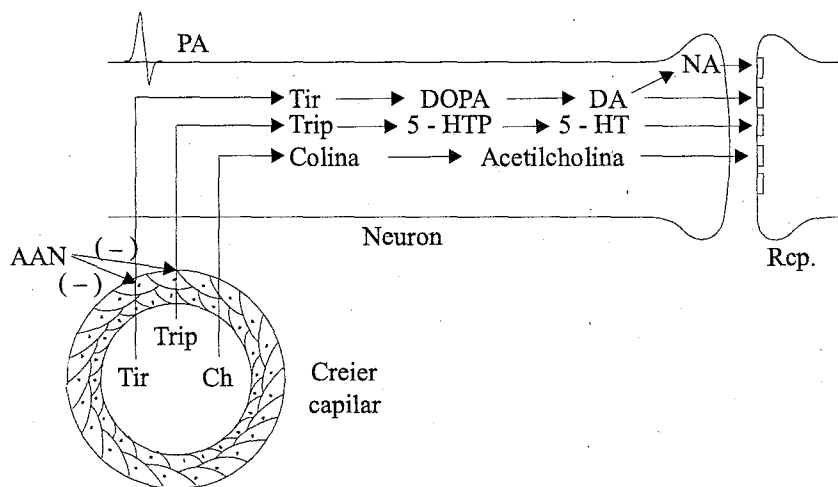 PA
NA
Tir DOPA DA
Trip 5 - HTP 5 - HT
Colina Acetilcholina
Neuron
Rcp.
AAN (-)
(-)
Trip
Tir Ch
Creier
capilar